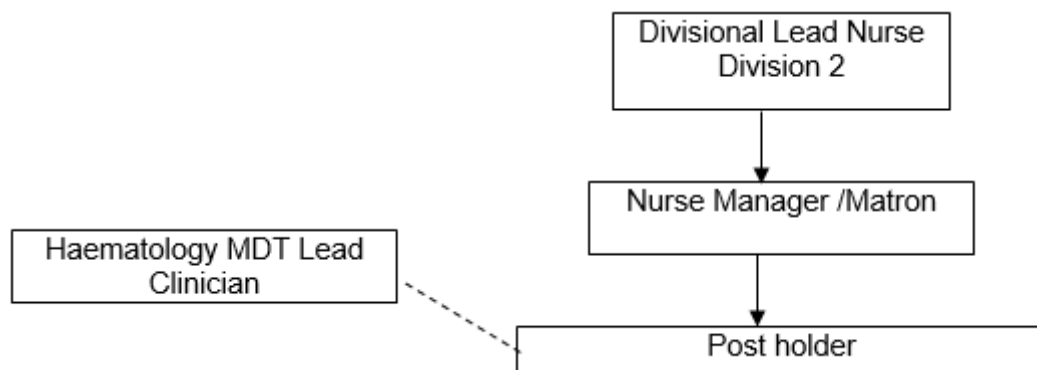 Divisional Lead Nurse
Division 2
Nurse Manager /Matron
Haematology MDT Lead
Clinician
Post holder